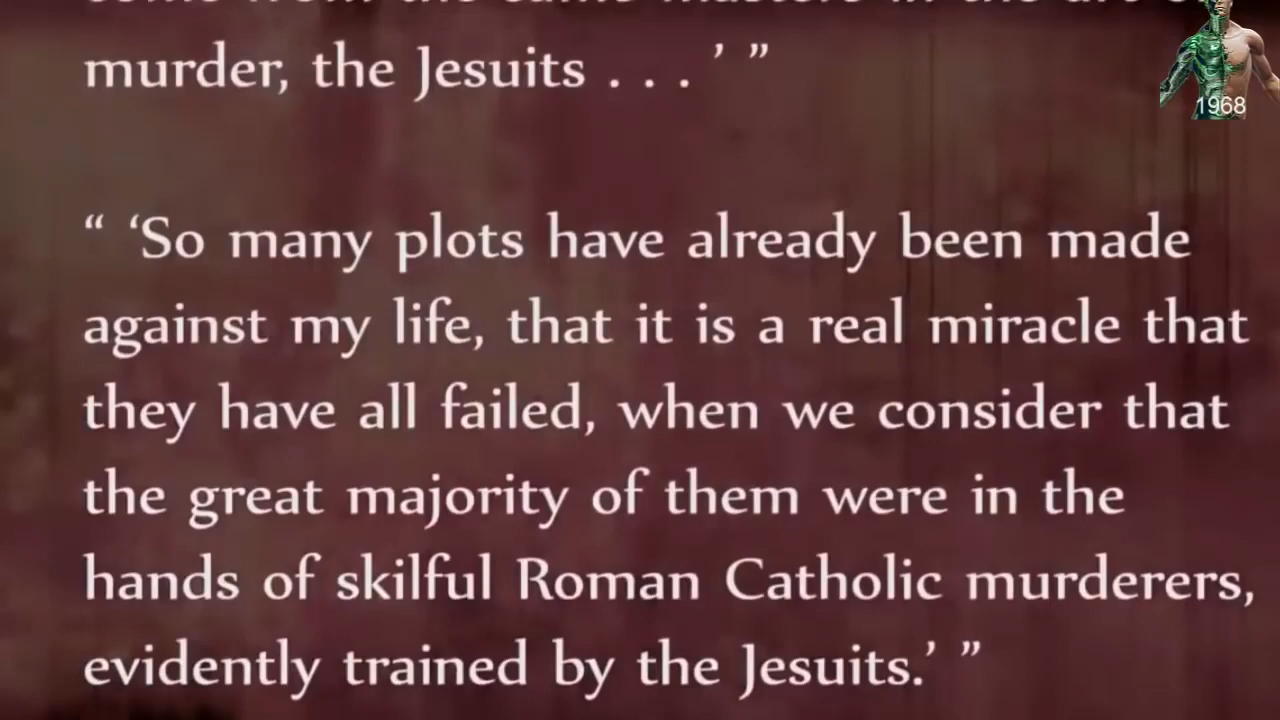 murder, the Jesuits . . . ’ ”
1968
“ ‘So many plots have already been made
against my life, that it is a real miracle that
they have all failed, when we consider that
the great majority of them were in the
hands of skilful Roman Catholic murderers,
evidently trained by the Jesuits.’ ”